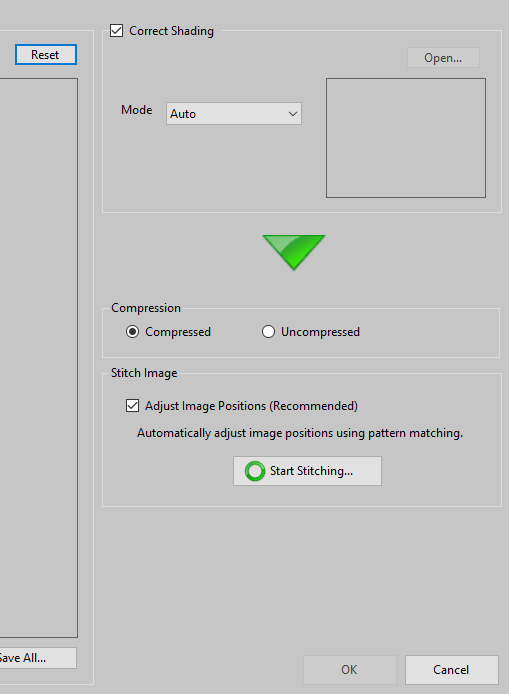 Correct Shading
Reset
Open...
Mode
Auto
Compression
Compressed
Uncompressed
Stitch Image
Adjust Image Positions (Recommended)
Automatically adjust image positions using pattern matching.
Start Stitching...
Save All...
OK
Cancel